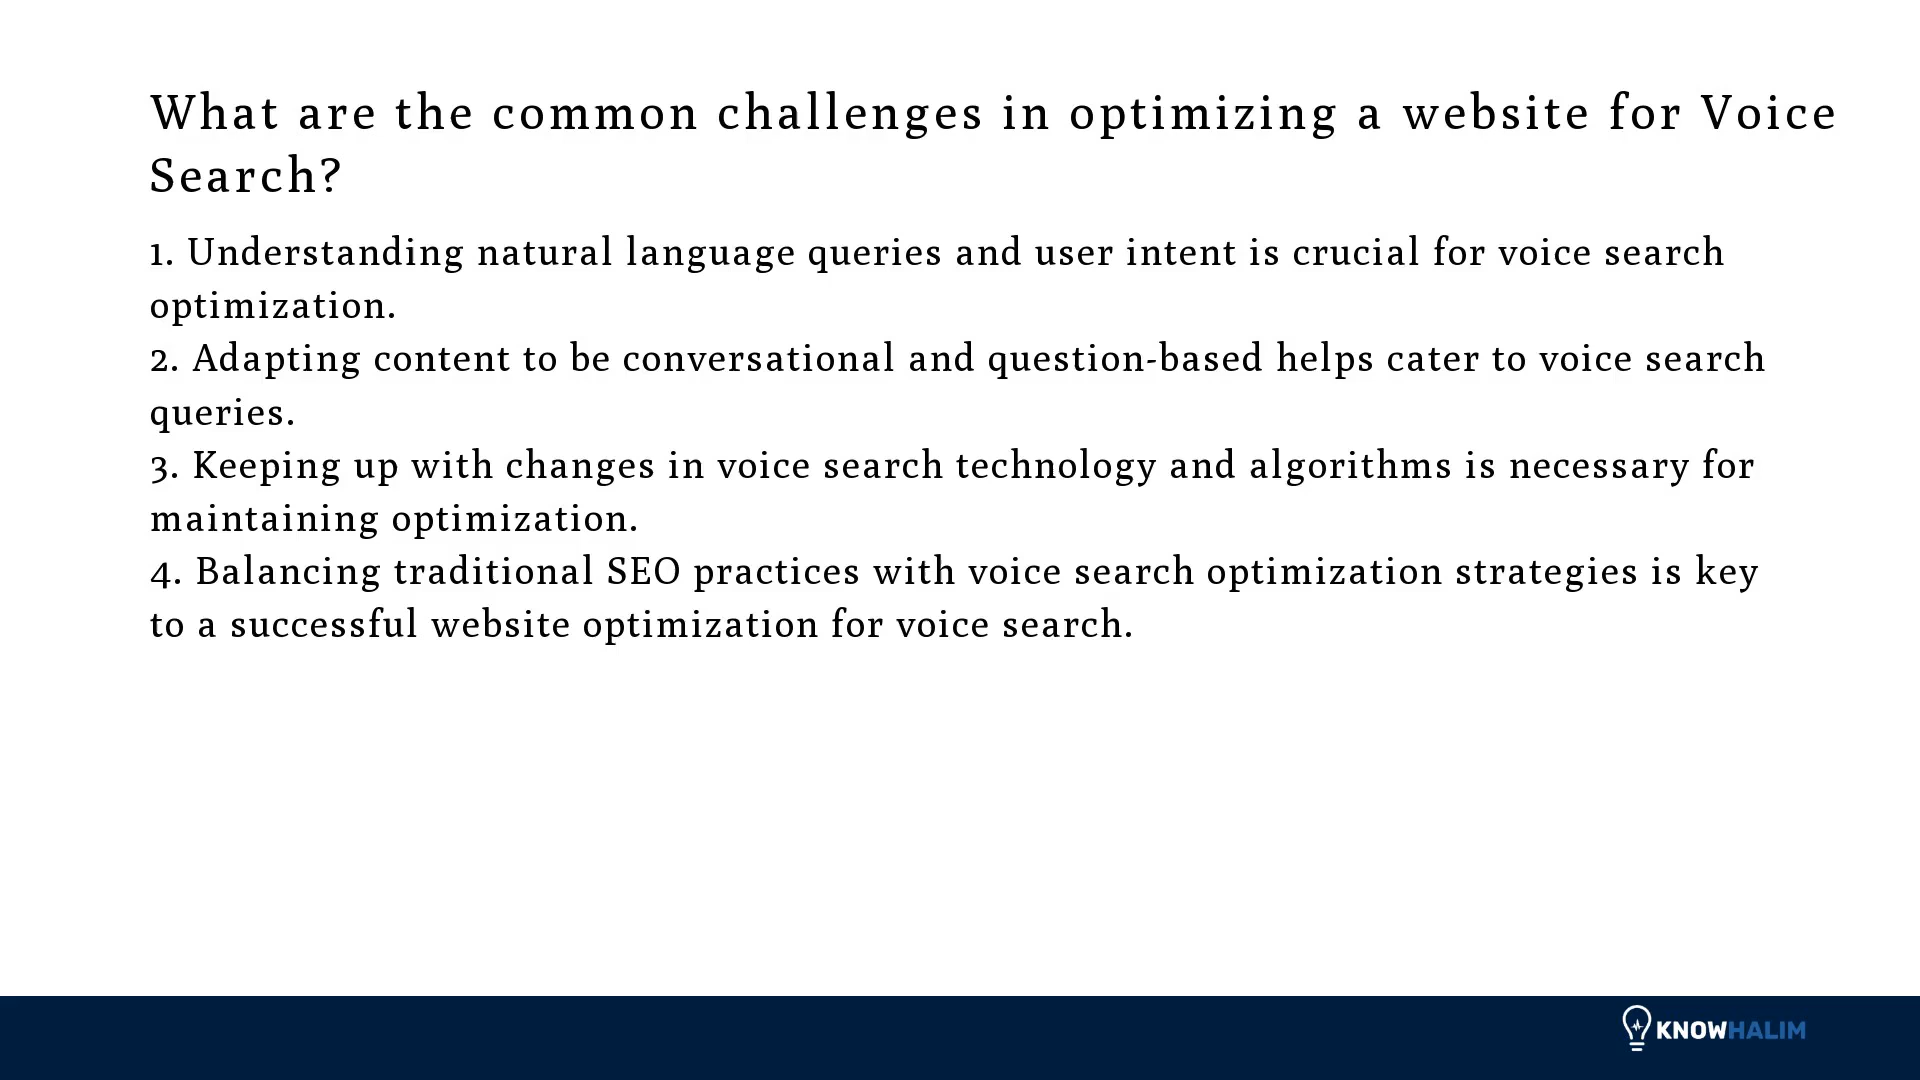 What are the common challenges in optimizing a website for Voice
Search?
1. Understanding natural language queries and user intent is crucial for voice search
optimization.
2. Adapting content to be conversational and question-based helps cater to voice search
queries.
3. Keeping up with changes in voice search technology and algorithms is necessary for
maintaining optimization.
4. Balancing traditional SEO practices with voice search optimization strategies is key
to a successful website optimization for voice search.
KNOWHALIM